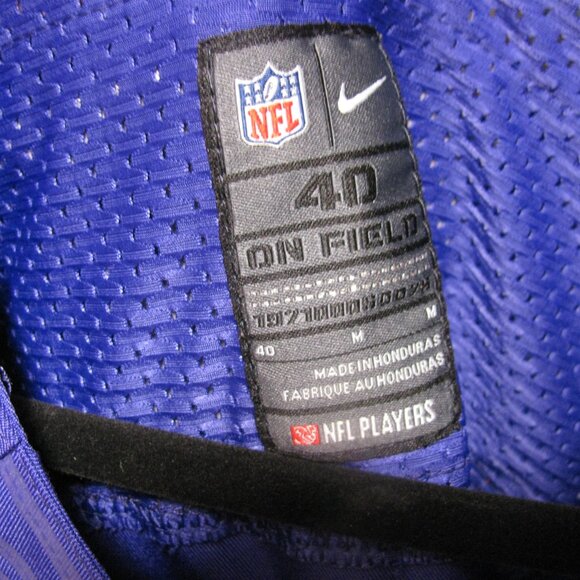 NFL
40
ON FIELD
40 M M
MADE IN HONDURAS
FABRIQUE AU HONDURAS
NFL PLAYERS